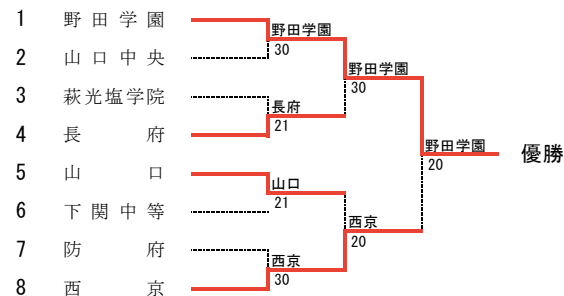 1 野田学園
2 山口中央
3 萩光塩学院
4 長府
5 山口
6 下関中等
7 防府
8 西京
野田学園
30
長府
21
山口
21
西京
30
野田学園
30
西京
20
野田学園
20
優勝